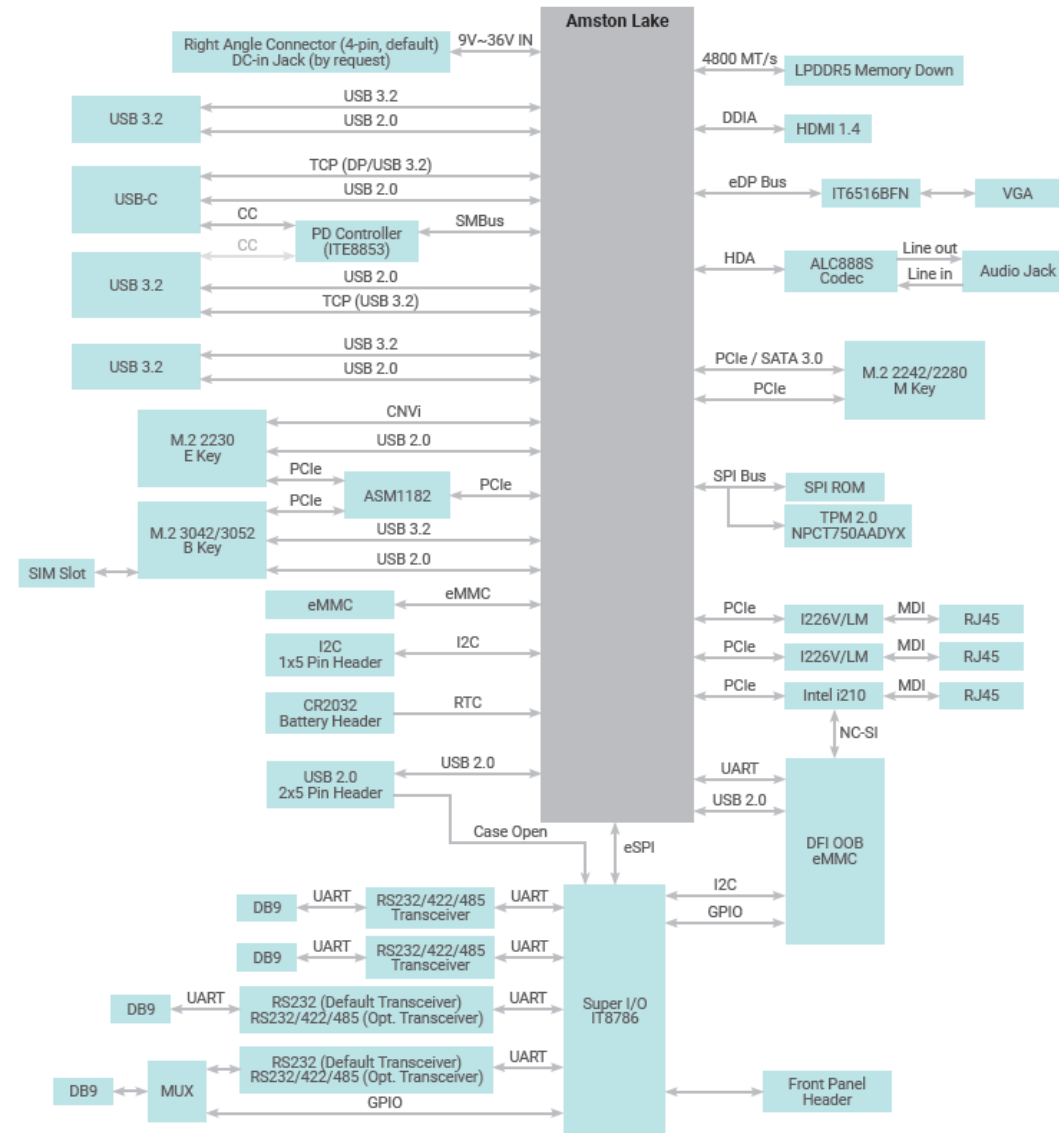 Amston Lake
Right Angle Connector (4-pin, default)
DC-in Jack (by request)
9V~36V IN
USB 3.2
USB 3.2
USB 2.0
USB-C
TCP (DP/USB 3.2)
USB 2.0
CC
PD Controller
(ITE8853)
SMBus
CC
USB 3.2
USB 2.0
TCP (USB 3.2)
USB 3.2
USB 3.2
USB 2.0
M.2 2230
E Key
CNVi
USB 2.0
PCIe
ASM1182
PCIe
PCIe
M.2 3042/3052
B Key
USB 3.2
USB 2.0
SIM Slot
eMMC
eMMC
I2C
1x5 Pin Header
I2C
CR2032
Battery Header
RTC
USB 2.0
2x5 Pin Header
USB 2.0
Case Open
eSPI
4800 MT/s
LPDDR5 Memory Down
DDIA
HDMI 1.4
eDP Bus
IT6516BFN
VGA
HDA
ALC888S
Codec
Line out
Line in
Audio Jack
PCIe / SATA 3.0
PCIe
M.2 2242/2280
M Key
SPI Bus
SPI ROM
TPM 2.0
NPCT750AADYX
PCIe
I226V/LM
MDI
RJ45
PCIe
I226V/LM
MDI
RJ45
PCIe
Intel i210
MDI
RJ45
NC-SI
UART
USB 2.0
DFI OOB
eMMC
I2C
GPIO
DB9
UART
RS232/422/485
Transceiver
UART
DB9
UART
RS232/422/485
Transceiver
UART
DB9
UART
RS232 (Default Transceiver)
RS232/422/485 (Opt. Transceiver)
UART
Super I/O
IT8786
DB9
MUX
RS232 (Default Transceiver)
RS232/422/485 (Opt. Transceiver)
UART
GPIO
Front Panel
Header